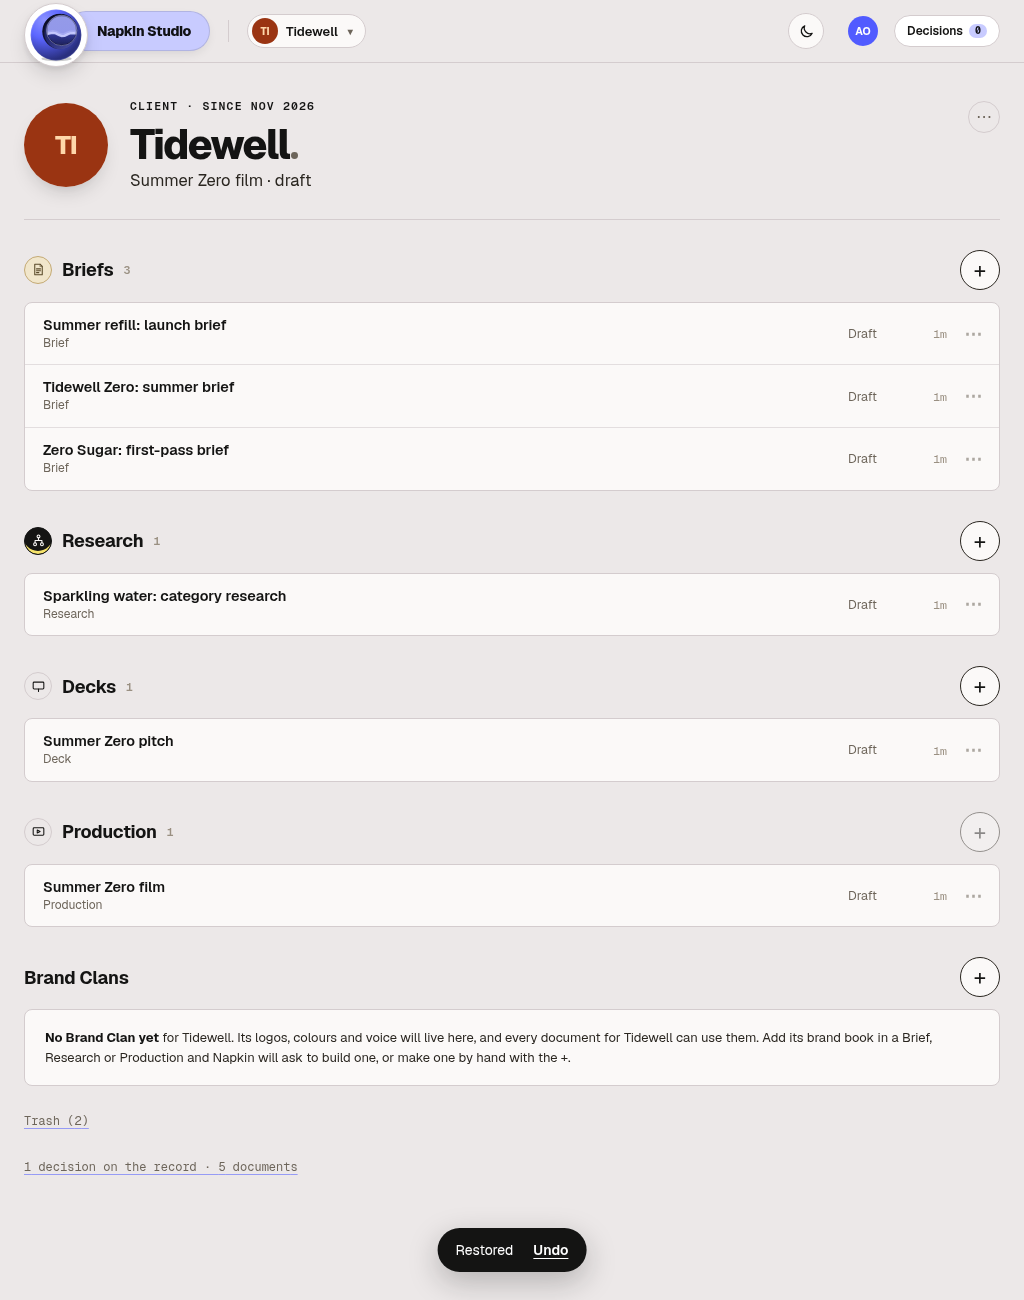 Napkin Studio
TI
Tidewell ▾
AO
Decisions 0
TI
CLIENT · SINCE NOV 2026
Tidewell.
Summer Zero film · draft
Briefs 3
+
Summer refill: launch brief
Brief
Draft
1m
Tidewell Zero: summer brief
Brief
Draft
1m
Zero Sugar: first-pass brief
Brief
Draft
1m
Research 1
+
Sparkling water: category research
Research
Draft
1m
Decks 1
+
Summer Zero pitch
Deck
Draft
1m
Production 1
+
Summer Zero film
Production
Draft
1m
Brand Clans
+
No Brand Clan yet for Tidewell. Its logos, colours and voice will live here, and every document for Tidewell can use them. Add its brand book in a Brief,
Research or Production and Napkin will ask to build one, or make one by hand with the +.
Trash (2)
1 decision on the record · 5 documents
Restored Undo